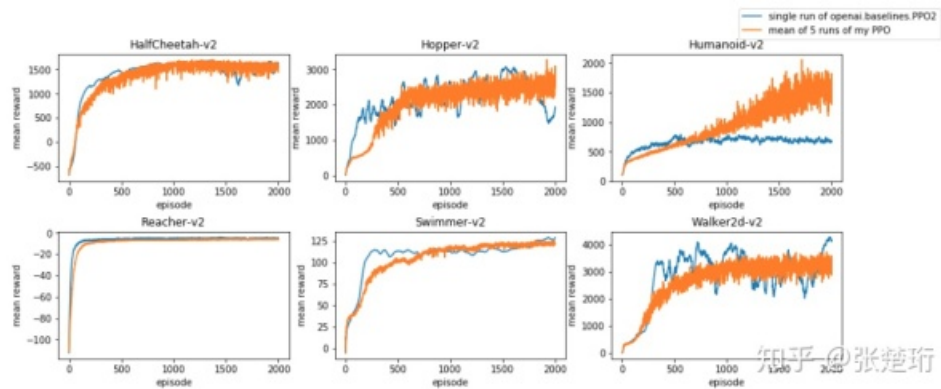 single run of openai.baselines.PPO2
mean of 5 runs of my PPO
HalfCheetah-v2
1500
1000
500
0
−500
mean reward
0 500 1000 1500 2000
episode
Hopper-v2
3000
2000
1000
0
mean reward
0 500 1000 1500 2000
episode
Humanoid-v2
2000
1500
1000
500
0
mean reward
0 500 1000 1500 2000
episode
Reacher-v2
0
−20
−40
−60
−80
−100
mean reward
0 500 1000 1500 2000
episode
Swimmer-v2
125
100
75
50
25
0
mean reward
0 500 1000 1500 2000
episode
Walker2d-v2
4000
3000
2000
1000
0
mean reward
0 500 1000 1500 2000
episode
知乎 @张楚珩